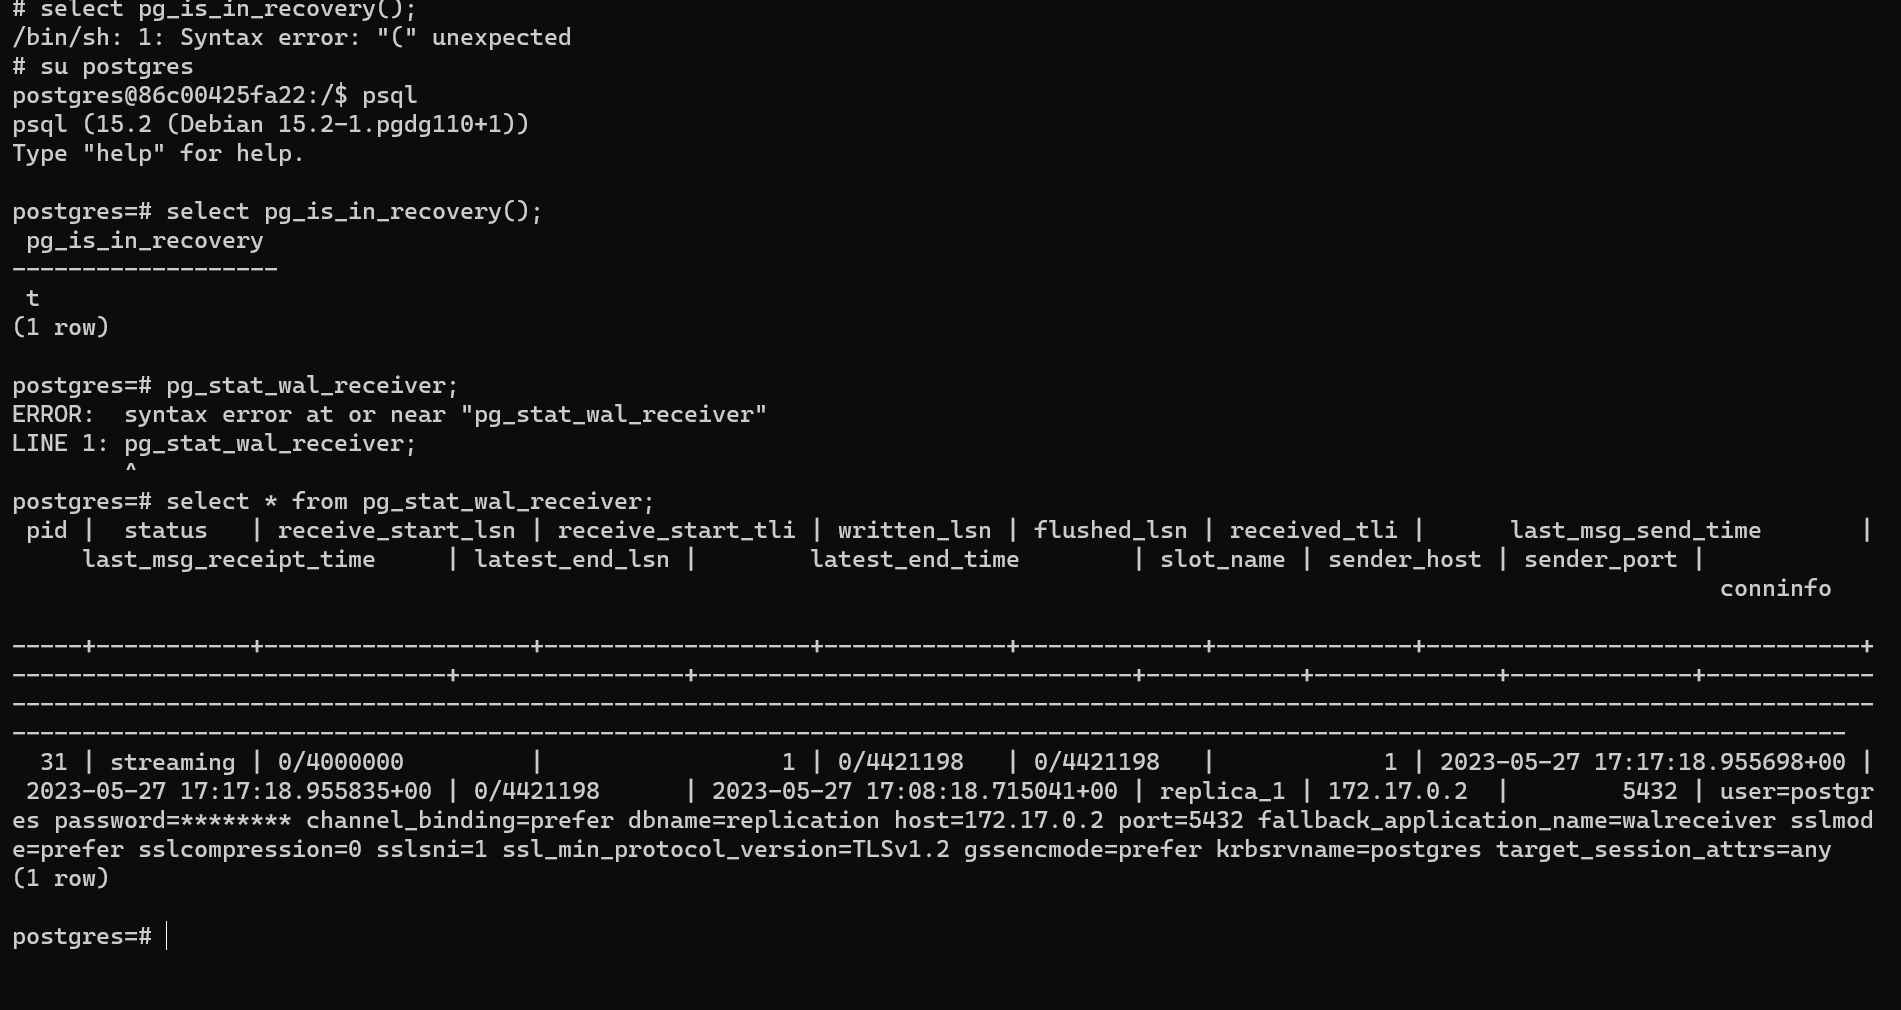 # select pg_is_in_recovery();
/bin/sh: 1: Syntax error: "(" unexpected
# su postgres
postgres@86c00425fa22:/$ psql
psql (15.2 (Debian 15.2-1.pgdg110+1))
Type "help" for help.

postgres=# select pg_is_in_recovery();
 pg_is_in_recovery
-------------------
 t
(1 row)

postgres=# pg_stat_wal_receiver;
ERROR:  syntax error at or near "pg_stat_wal_receiver"
LINE 1: pg_stat_wal_receiver;
        ^
postgres=# select * from pg_stat_wal_receiver;
 pid |  status   | receive_start_lsn | receive_start_tli | written_lsn | flushed_lsn | received_tli |      last_msg_send_time       |
     last_msg_receipt_time     | latest_end_lsn |        latest_end_time        | slot_name | sender_host | sender_port |
                                                                                                                          conninfo

-----+-----------+-------------------+-------------------+-------------+-------------+--------------+-------------------------------+
-------------------------------+----------------+-------------------------------+-----------+-------------+-------------+------------
-------------------------------------------------------------------------------------------------------------------------------------
-----------------------------------------------------------------------------------------------------------------------------------
  31 | streaming | 0/4000000         |                 1 | 0/4421198   | 0/4421198   |            1 | 2023-05-27 17:17:18.955698+00 |
 2023-05-27 17:17:18.955835+00 | 0/4421198      | 2023-05-27 17:08:18.715041+00 | replica_1 | 172.17.0.2  |        5432 | user=postgr
es password=******** channel_binding=prefer dbname=replication host=172.17.0.2 port=5432 fallback_application_name=walreceiver sslmod
e=prefer sslcompression=0 sslsni=1 ssl_min_protocol_version=TLSv1.2 gssencmode=prefer krbsrvname=postgres target_session_attrs=any
(1 row)

postgres=#